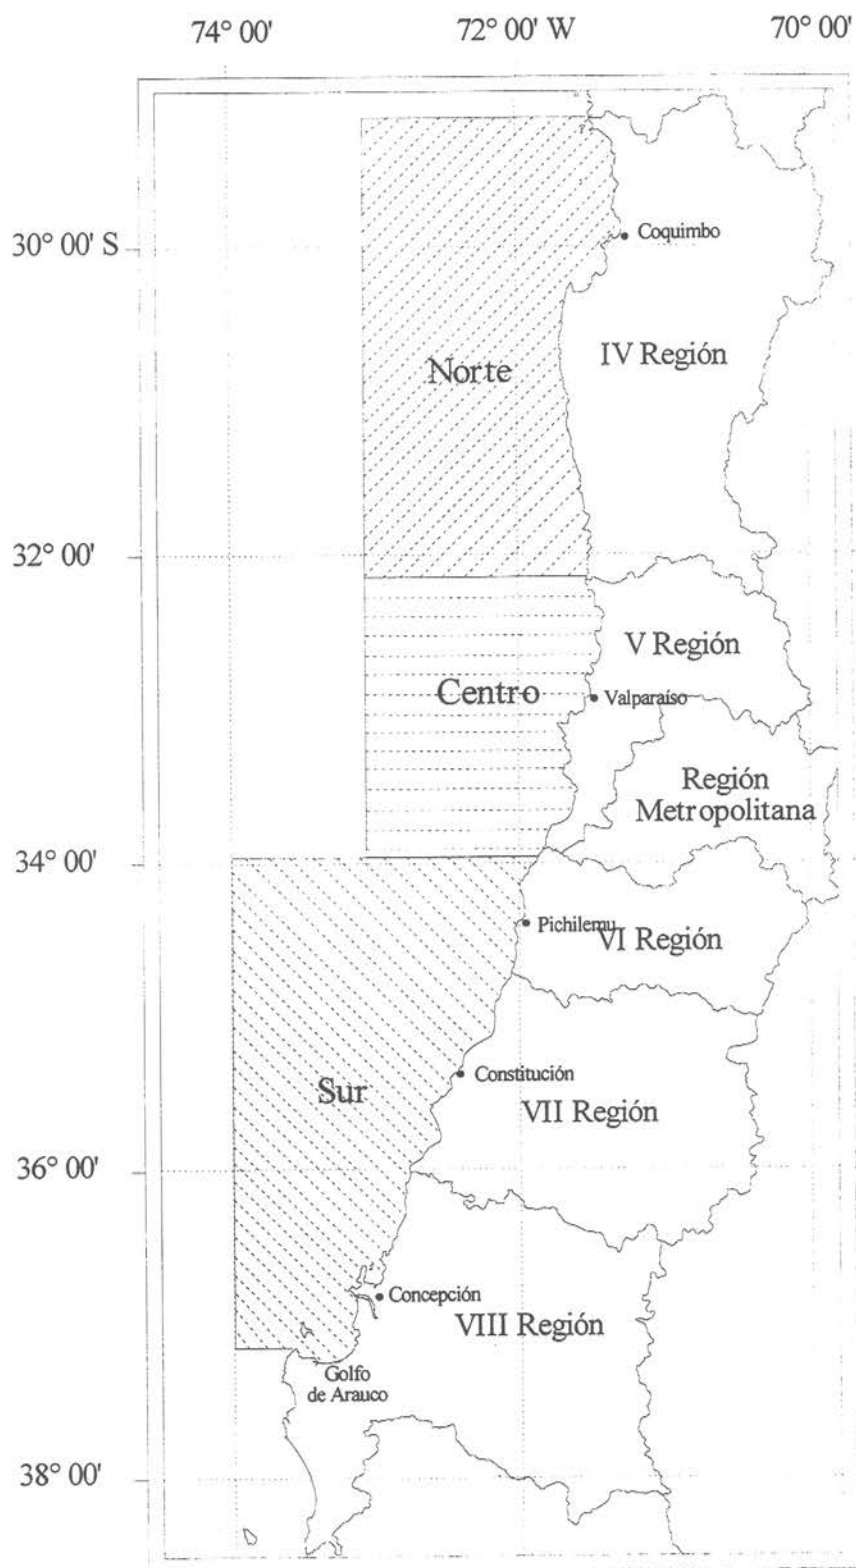 74° 00'
72° 00' W
70° 00'
30° 00' S
Coquimbo
IV Región
Norte
32° 00'
V Región
Centro
Valparaíso
Región
Metropolitana
34° 00'
Pichilemu
VI Región
Constitución
Sur
VII Región
36° 00'
Concepción
VIII Región
Golfo
de Arauco
38° 00'